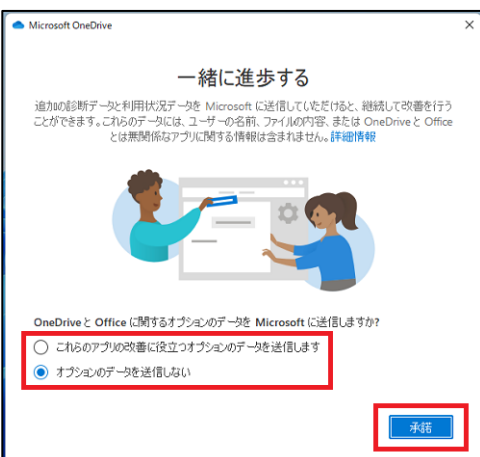 Microsoft OneDrive
一緒に進歩する
追加の診断データと利用状況データを Microsoft に送信していただけると、継続して改善を行う
ことができます。これらのデータには、ユーザーの名前、ファイルの内容、または OneDrive と Office
とは無関係なアプリに関する情報は含まれません。詳細情報
OneDrive と Office に関するオプションのデータを Microsoft に送信しますか?
これらのアプリの改善に役立つオプションのデータを送信します
オプションのデータを送信しない
承諾